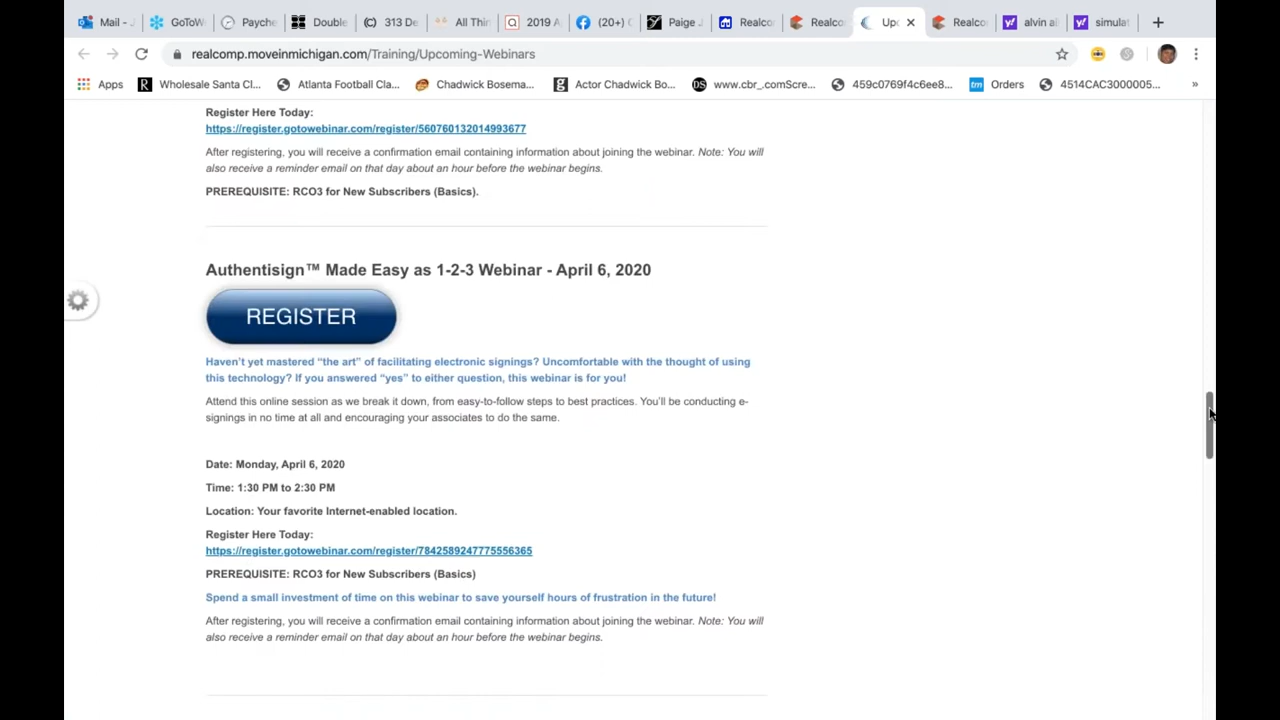 Mail - J
GoToW
Payche
Double
313 De
All Thin
2019 A
(20+)
Paige J
Realco
Realco
Up
Realco
alvin a
simulat
realcomp.moveinmichigan.com/Training/Upcoming-Webinars
Apps
Wholesale Santa Cl...
Atlanta Football Cla...
Chadwick Bosema...
Actor Chadwick Bo...
www.cbr_.comScre...
459c0769f4c6ee8...
Orders
4514CAC3000005...
»
Register Here Today:
https://register.gotowebinar.com/register/560760132014993677
After registering, you will receive a confirmation email containing information about joining the webinar. Note: You will
also receive a reminder email on that day about an hour before the webinar begins.
PREREQUISITE: RCO3 for New Subscribers (Basics).
Authentisign™ Made Easy as 1-2-3 Webinar - April 6, 2020
REGISTER
Haven't yet mastered “the art” of facilitating electronic signings? Uncomfortable with the thought of using
this technology? If you answered “yes” to either question, this webinar is for you!
Attend this online session as we break it down, from easy-to-follow steps to best practices. You'll be conducting e-
signings in no time at all and encouraging your associates to do the same.
Date: Monday, April 6, 2020
Time: 1:30 PM to 2:30 PM
Location: Your favorite Internet-enabled location.
Register Here Today:
https://register.gotowebinar.com/register/7842589247775556365
PREREQUISITE: RCO3 for New Subscribers (Basics)
Spend a small investment of time on this webinar to save yourself hours of frustration in the future!
After registering, you will receive a confirmation email containing information about joining the webinar. Note: You will
also receive a reminder email on that day about an hour before the webinar begins.